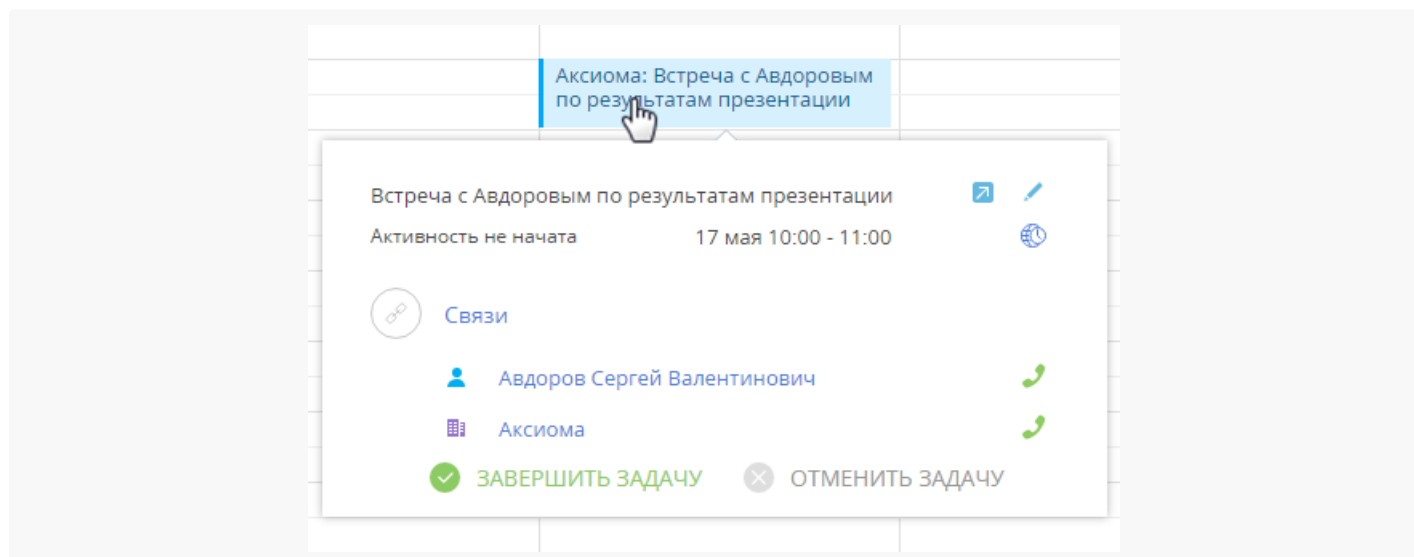 Аксиома: Встреча с Авдоровым
по результатам презентации
Встреча с Авдоровым по результатам презентации
Активность не начата 17 мая 10:00 - 11:00
Связи
Авдоров Сергей Валентинович
Аксиома
ЗАВЕРШИТЬ ЗАДАЧУ ОТМЕНИТЬ ЗАДАЧУ